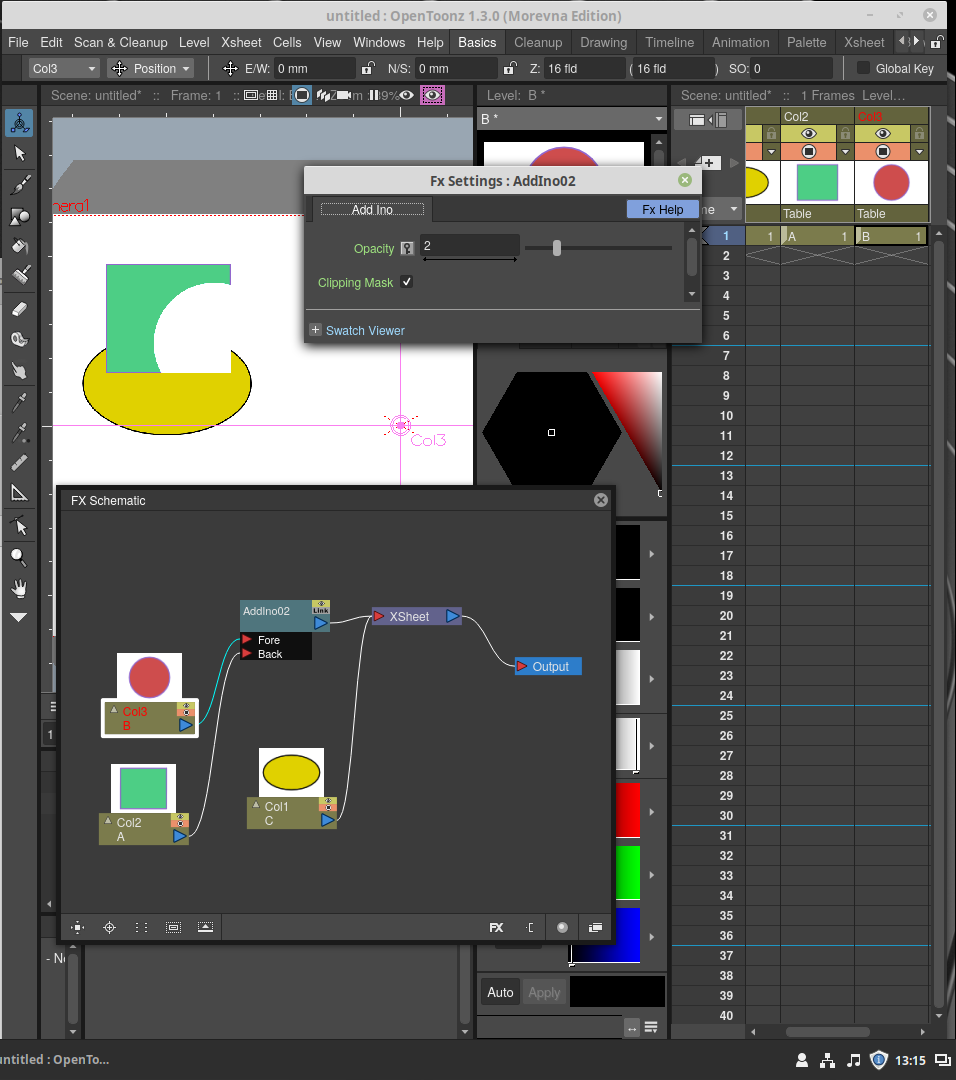 untitled : OpenToonz 1.3.0 (Morevna Edition)
File Edit Scan & Cleanup Level Xsheet Cells View Windows Help Basics Cleanup Drawing Timeline Animation Palette Xsheet
Col3 Position E/W: 0 mm N/S: 0 mm Z: 16 fld (16 fld ) SO: 0 Global Key
Scene: untitled* :: Frame: 1 ::
Level: B *
Scene: untitled* :: 1 Frames Level...
B *
Col2 Col3
Table Table
Fx Settings : AddIno02
Add Ino Fx Help
Opacity 2
Clipping Mask
+ Swatch Viewer
1 1 A 1 B 1
2
3
4
5
6
7
8
9
10
11
12
13
14
15
16
17
18
19
20
21
22
23
24
25
26
27
28
29
30
31
32
33
34
35
36
37
38
39
40
Col3
FX Schematic
AddIno02 Link
Fore
Back
XSheet
Output
Col3
B
Col2
A
Col1
C
FX
1
Auto Apply
untitled : OpenTo...
13:15